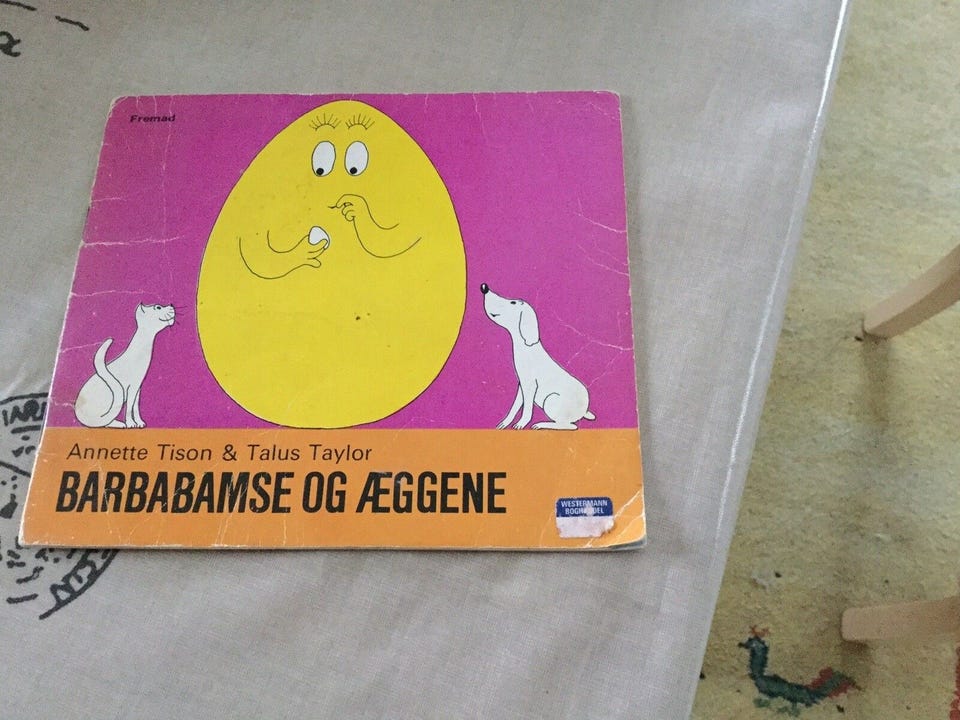 Fremad
Annette Tison & Talus Taylor
BARBABAMSE OG ÆGGENE
WESTERMANN
BOGHANDEL